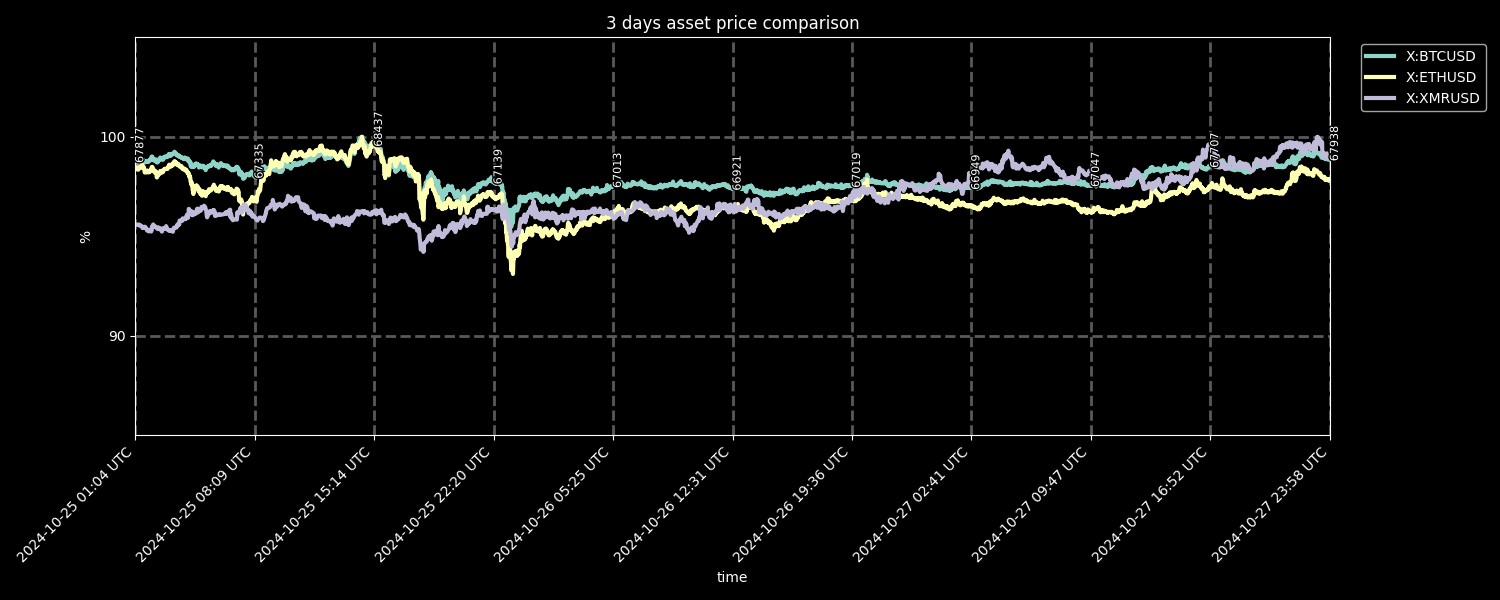 3 days asset price comparison
X:BTCUSD
X:ETHUSD
X:XMRUSD
100
90
%
67877
67335
68437
67139
67013
66921
67019
66949
67047
67707
67938
2024-10-25 01:04 UTC
2024-10-25 08:09 UTC
2024-10-25 15:14 UTC
2024-10-25 22:20 UTC
2024-10-26 05:25 UTC
2024-10-26 12:31 UTC
2024-10-26 19:36 UTC
2024-10-27 02:41 UTC
2024-10-27 09:47 UTC
2024-10-27 16:52 UTC
2024-10-27 23:58 UTC
time